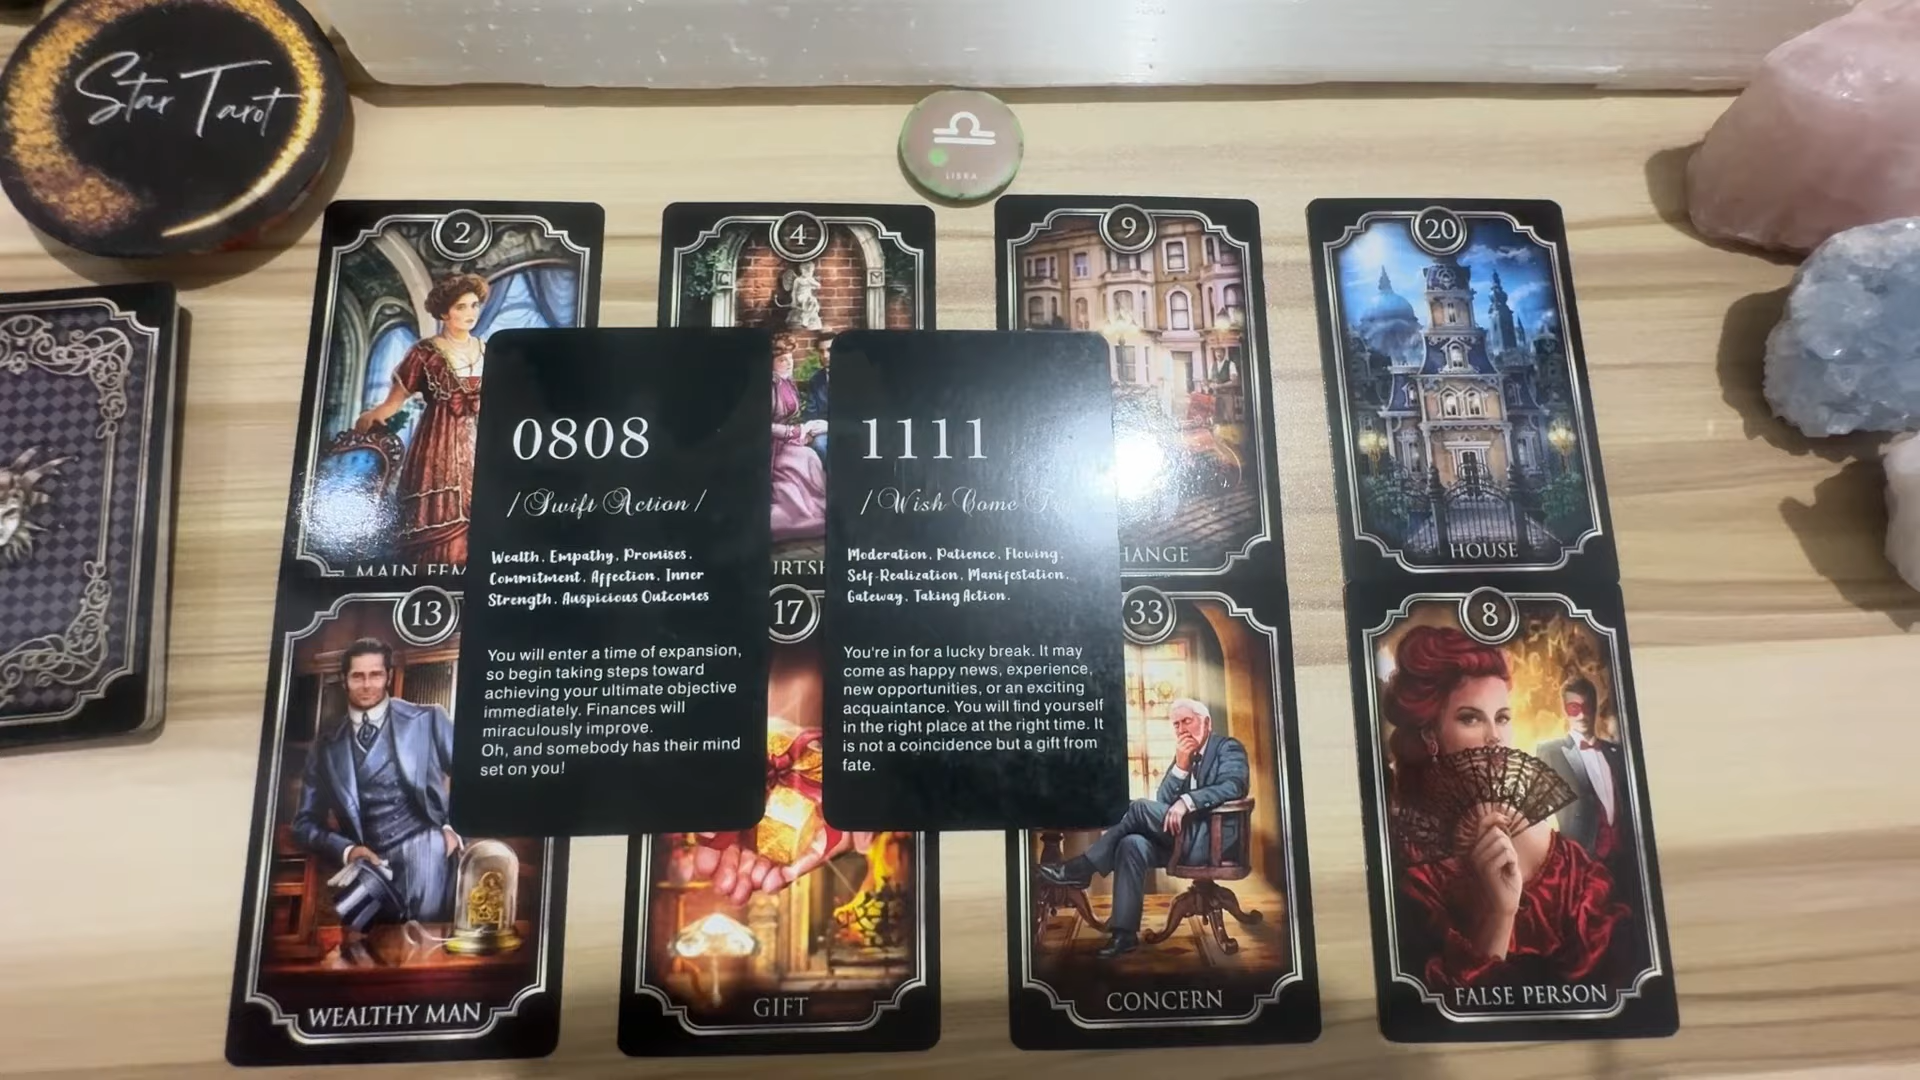 Star Tarot
LIBRA
2
4
9
20
HOUSE
0808
/ Swift Action /
Wealth, Empathy, Promises,
Commitment, Affection, Inner
Strength, Auspicious Outcomes
You will enter a time of expansion,
so begin taking steps toward
achieving your ultimate objective
immediately. Finances will
miraculously improve.
Oh, and somebody has their mind
set on you!
1111
/ Wish Come
Moderation, Patience, Flowing,
Self-Realization, Manifestation,
Gateway, Taking Action.
You're in for a lucky break. It may
come as happy news, experience,
new opportunities, or an exciting
acquaintance. You will find yourself
in the right place at the right time. It
is not a coincidence but a gift from
fate.
MAIN FEM
URTSH
HANGE
13
17
33
8
WEALTHY MAN
GIFT
CONCERN
FALSE PERSON